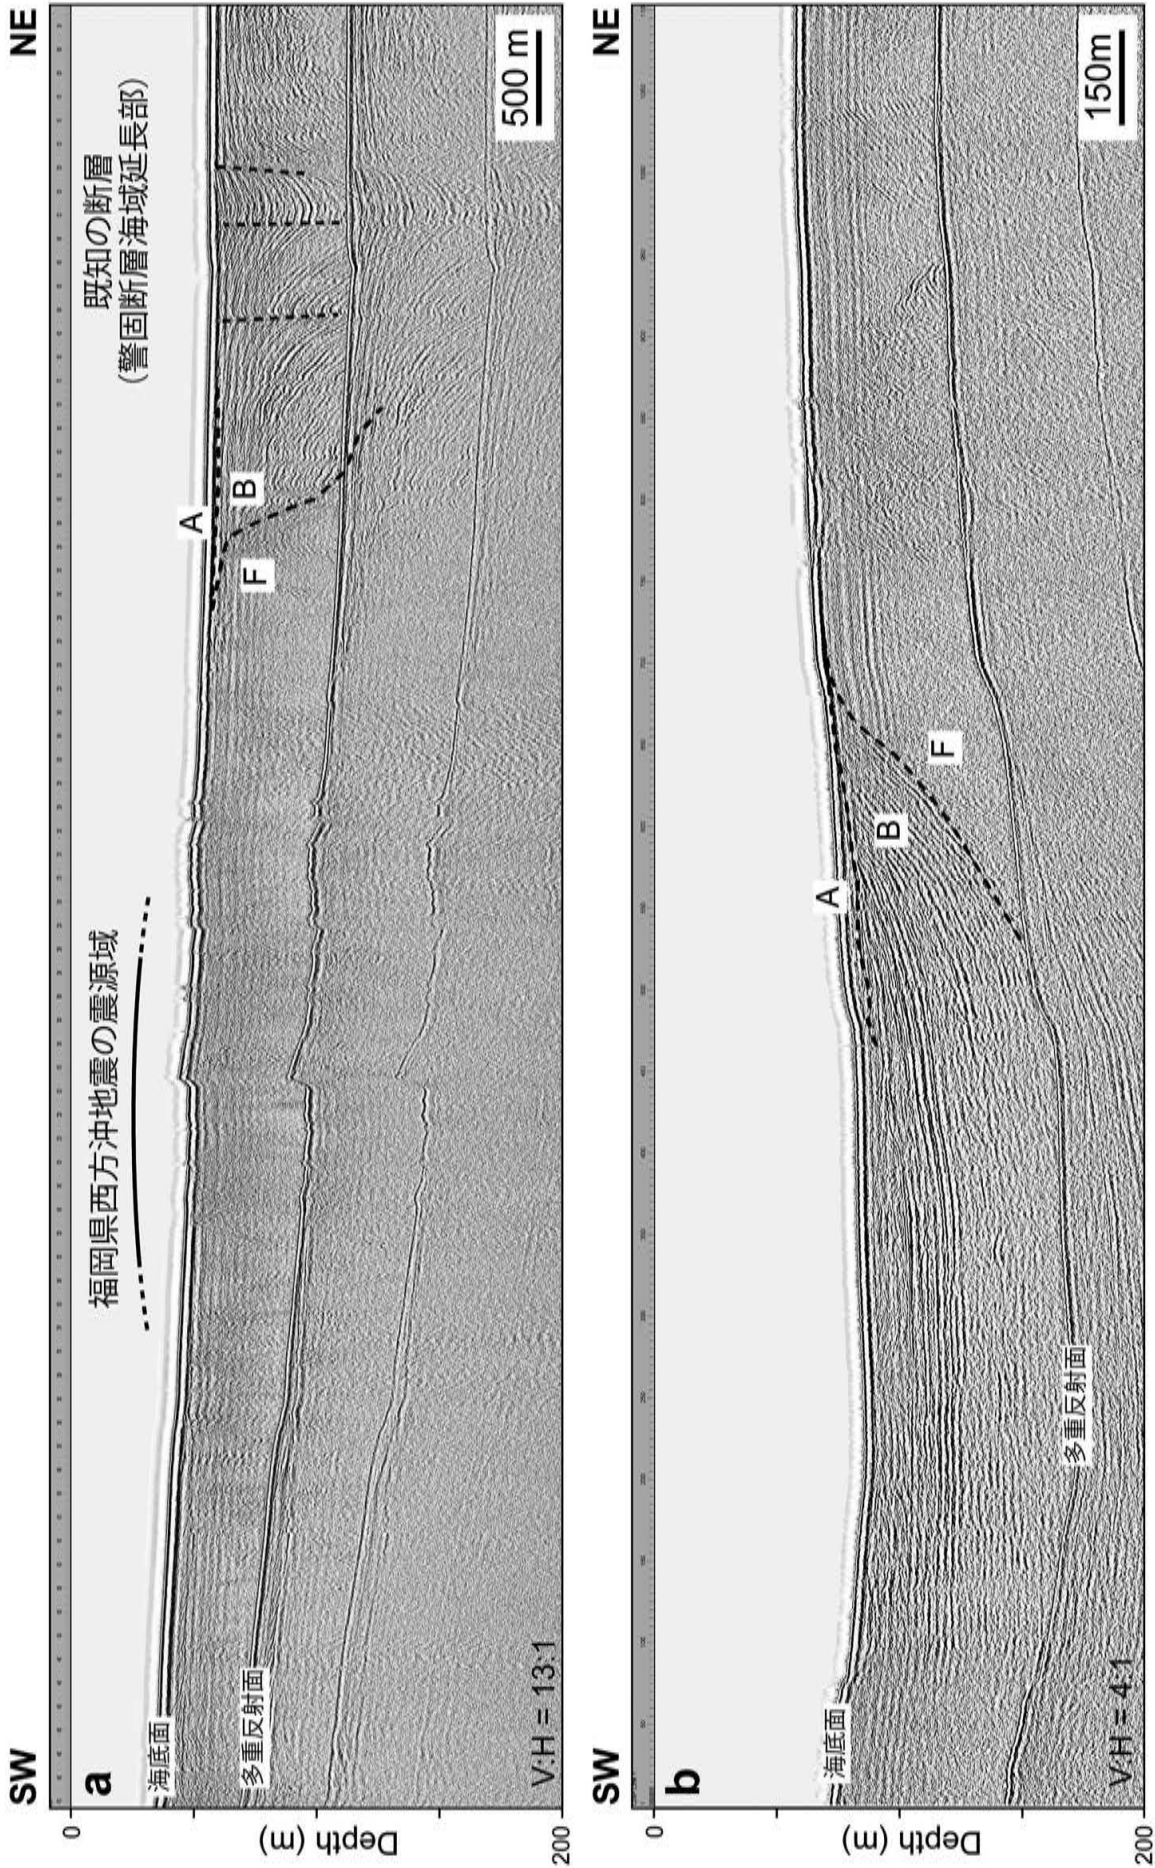 SW
NE
a
既知の断層
(警固断層海域延長部)
福岡県西方沖地震の震源域
A
B
F
海底面
多重反射面
V:H = 13:1
500 m
0
Depth (m)
200
SW
NE
b
A
B
F
海底面
多重反射面
V:H = 4:1
150m
0
Depth (m)
200